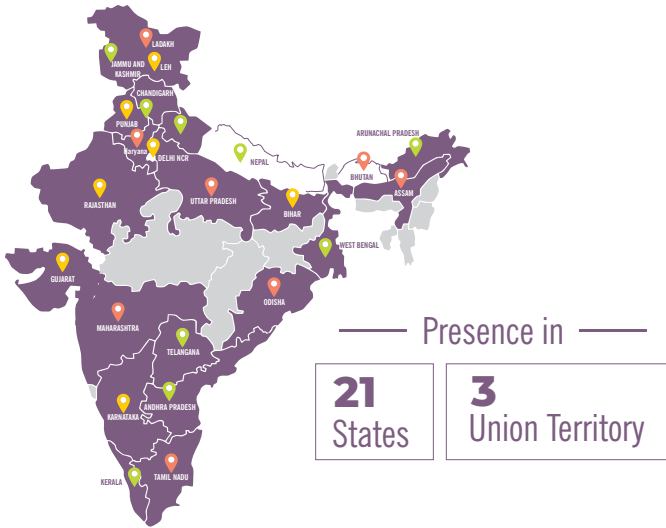 LADAKH
JAMMU AND
KASHMIR
LEH
CHANDIGARH
PUNJAB
Haryana
DELHI NCR
NEPAL
ARUNACHAL PRADESH
BHUTAN
ASSAM
RAJASTHAN
UTTAR PRADESH
BIHAR
WEST BENGAL
GUJARAT
ODISHA
MAHARASHTRA
TELANGANA
Presence in
21
States
3
Union Territory
ANDHRA PRADESH
KARNATAKA
KERALA
TAMIL NADU